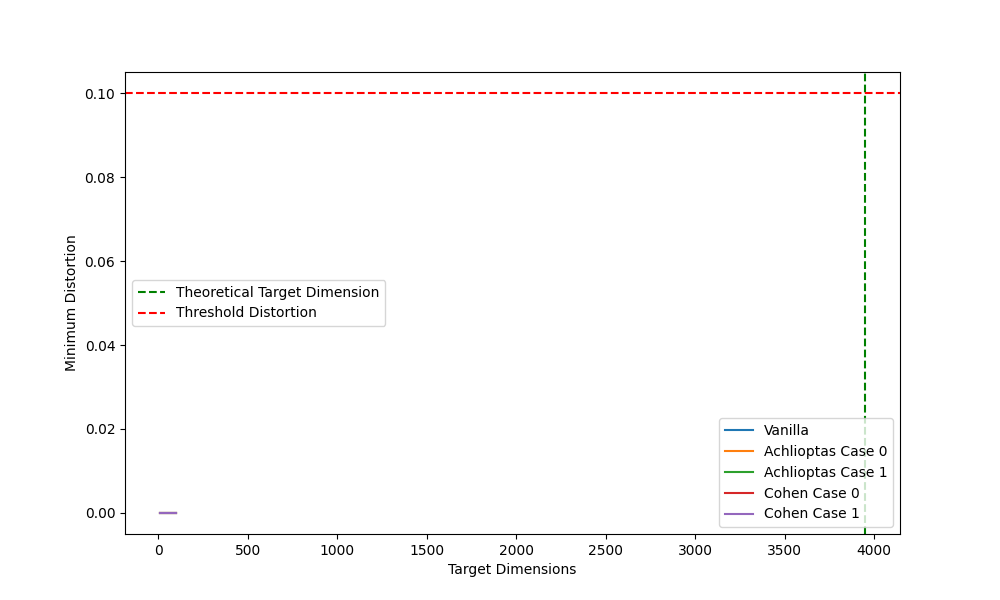 0.10
0.08
0.06
0.04
0.02
0.00
Minimum Distortion
Theoretical Target Dimension
Threshold Distortion
Vanilla
Achlioptas Case 0
Achlioptas Case 1
Cohen Case 0
Cohen Case 1
0 500 1000 1500 2000 2500 3000 3500 4000
Target Dimensions